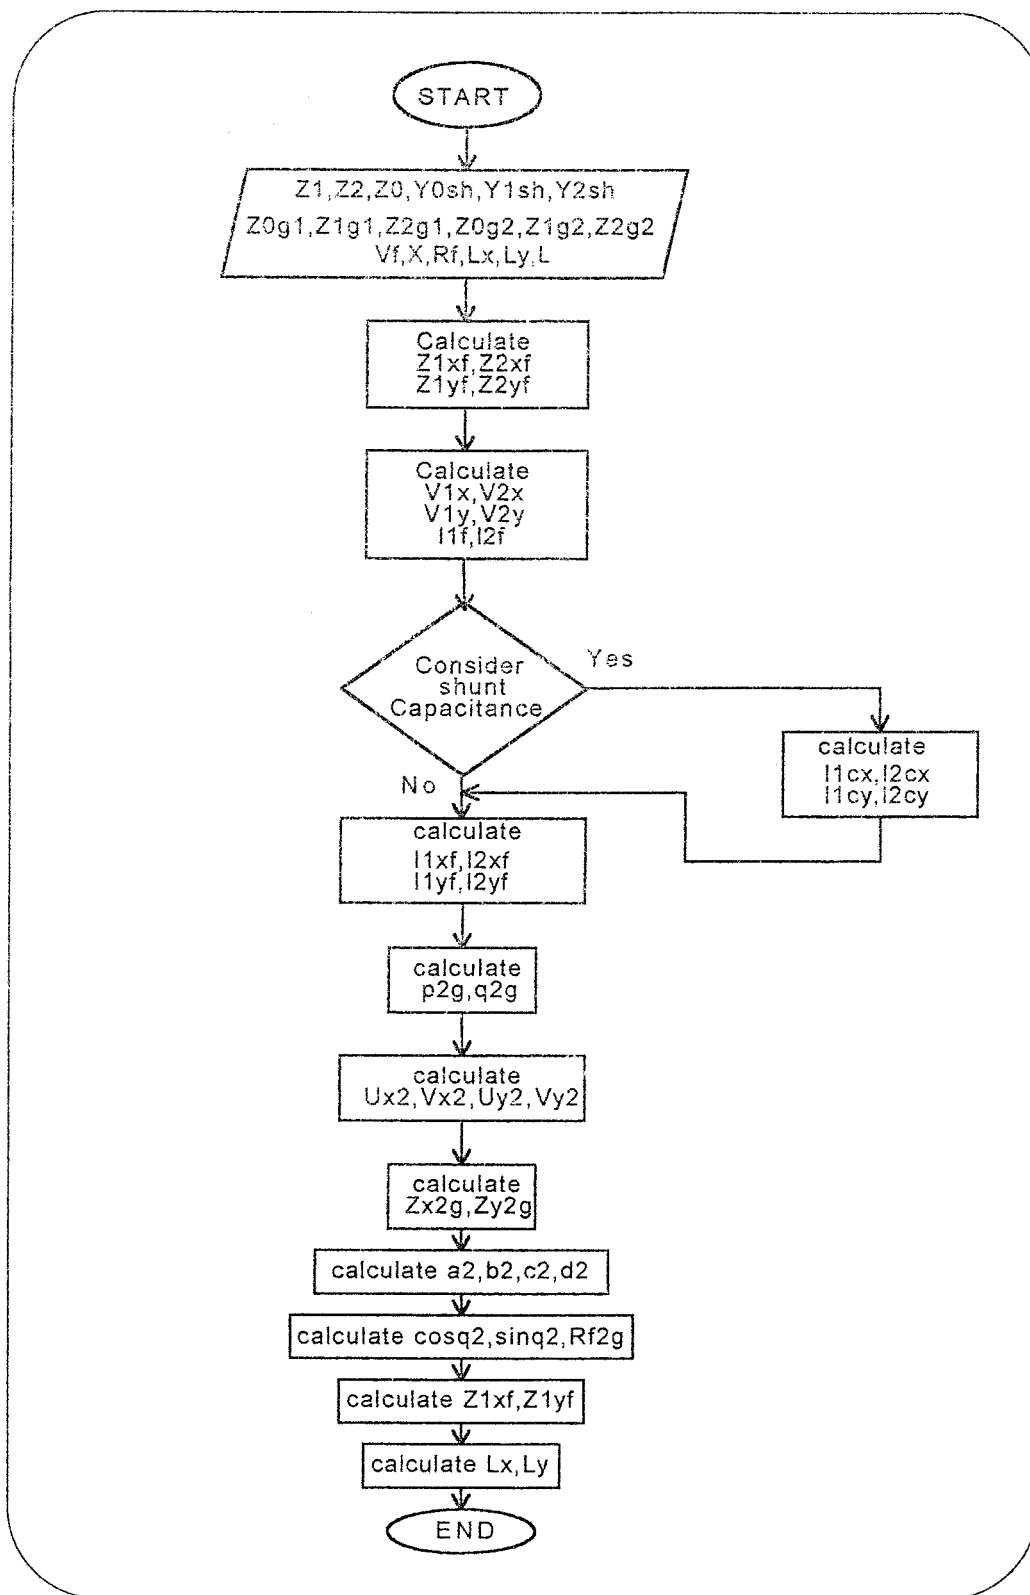 START
Z1,Z2,Z0,Y0sh,Y1sh,Y2sh
Z0g1,Z1g1,Z2g1,Z0g2,Z1g2,Z2g2
Vf,X,Rf,Lx,Ly,L
Calculate
Z1xf,Z2xf
Z1yf,Z2yf
Calculate
V1x,V2x
V1y,V2y
I1f,I2f
Consider
shunt
Capacitance
Yes
calculate
I1cx,I2cx
I1cy,I2cy
No
calculate
I1xf,I2xf
I1yf,I2yf
calculate
p2g,q2g
calculate
Ux2,Vx2,Uy2,Vy2
calculate
Zx2g,Zy2g
calculate a2,b2,c2,d2
calculate cosq2,sinq2,Rf2g
calculate Z1xf,Z1yf
calculate Lx,Ly
END